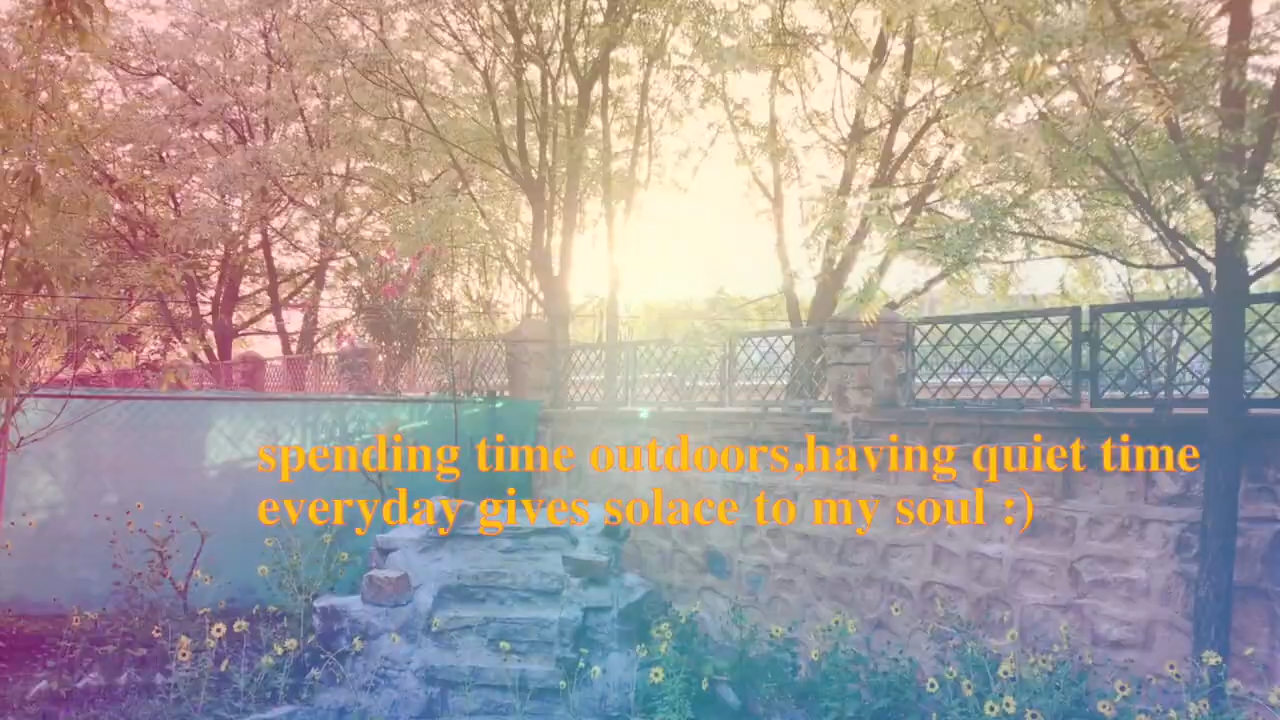 spending time outdoors,having quiet time
everyday gives solace to my soul :)